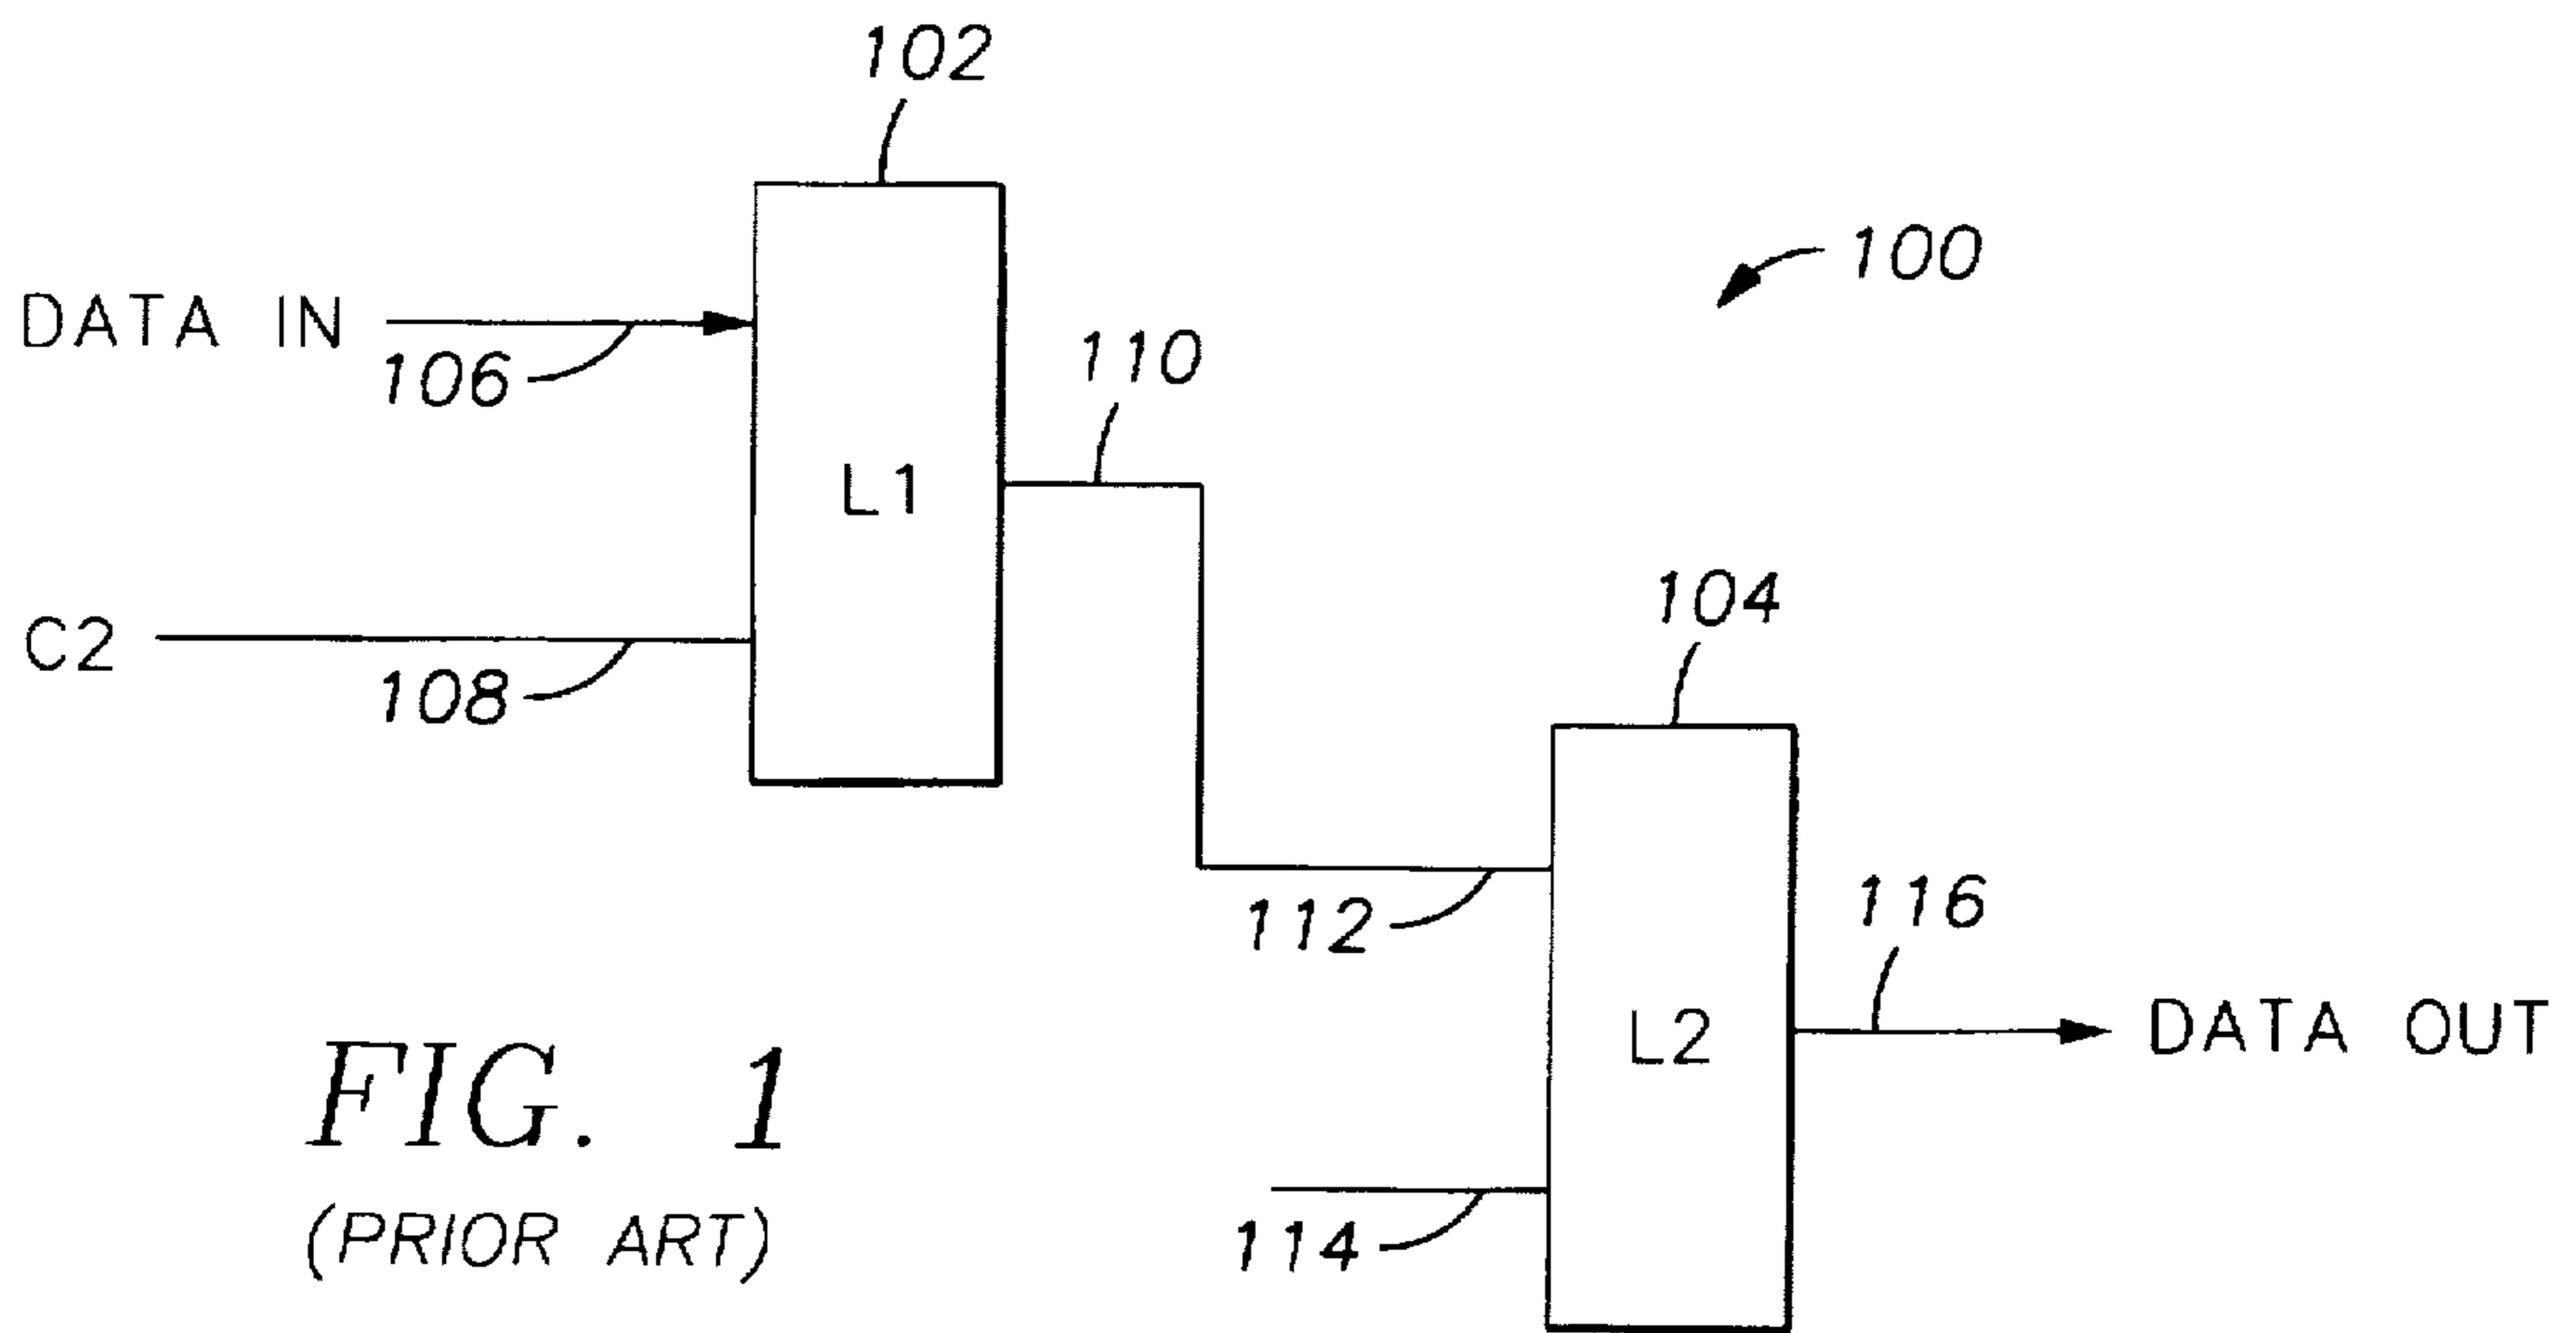 102
100
DATA IN
106
110
L1
C2
108
104
112
116
L2
DATA OUT
FIG. 1
(PRIOR ART)
114